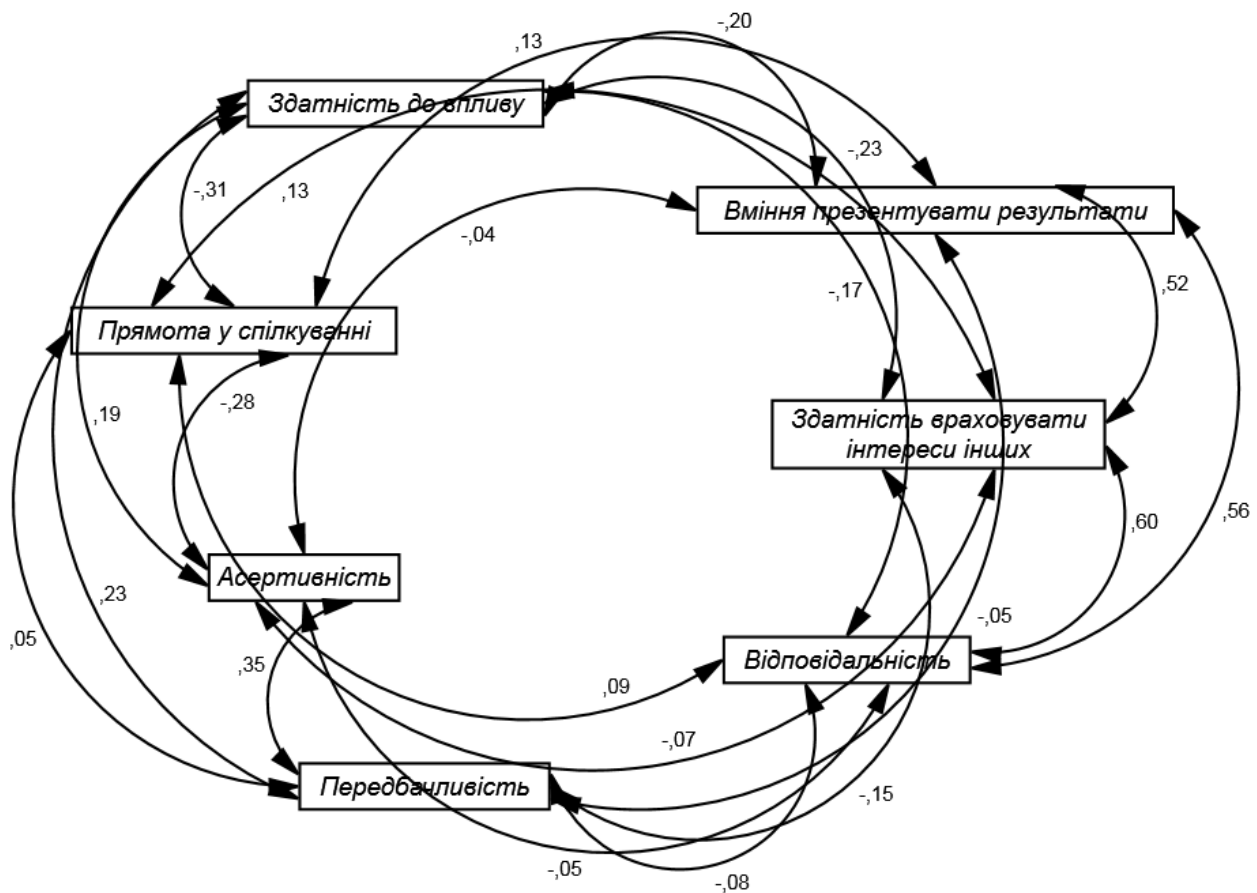 ,13
-,20
Здатність до впливу
-,23
-,31
,13
Вміння презентувати результати
-,04
-,17
,52
Прямота у спілкуванні
-,28
,19
Здатність враховувати
інтереси інших
,60
,56
Асертивність
,23
,05
-,05
,35
Відповідальність
,09
-,07
Передбачливість
-,15
-,05
-,08